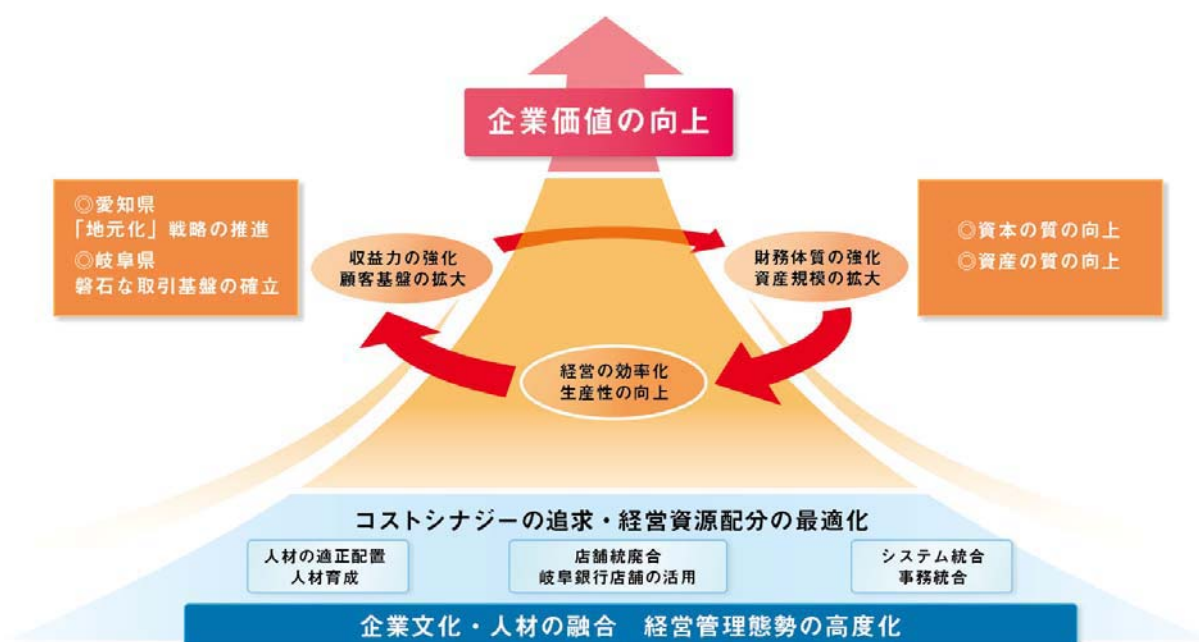 企業価値の向上
◎愛知県
「地元化」戦略の推進
◎岐阜県
磐石な取引基盤の確立
収益力の強化
顧客基盤の拡大
財務体質の強化
資産規模の拡大
◎資本の質の向上
◎資産の質の向上
経営の効率化
生産性の向上
コストシナジーの追求・経営資源配分の最適化
人材の適正配置
人材育成
店舗統廃合
岐阜銀行店舗の活用
システム統合
事務統合
企業文化・人材の融合 経営管理態勢の高度化